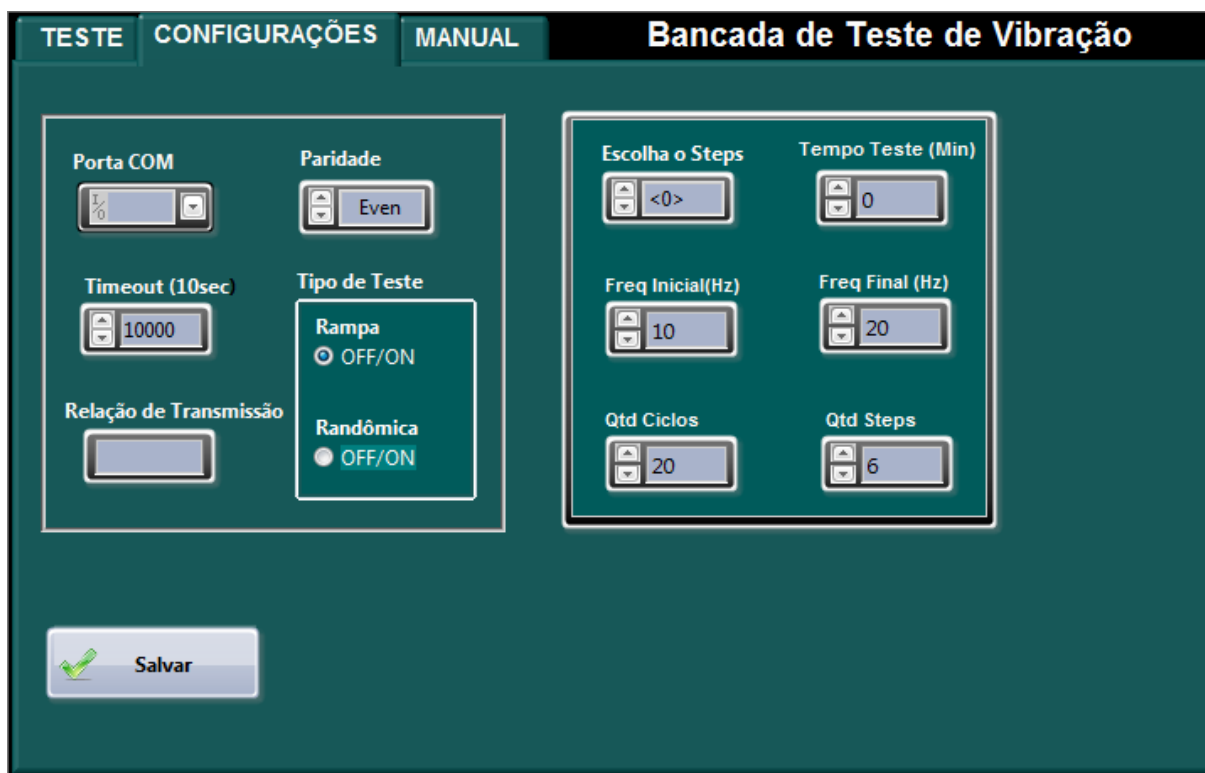 TESTE
CONFIGURAÇÕES
MANUAL
Bancada de Teste de Vibração
Porta COM
Paridade
I/O
Even
Timeout (10sec)
10000
Tipo de Teste
Rampa
OFF/ON
Relação de Transmissão
Randômica
OFF/ON
Escolha o Steps
Tempo Teste (Min)
<0>
0
Freq Inicial(Hz)
Freq Final (Hz)
10
20
Qtd Ciclos
Qtd Steps
20
6
Salvar